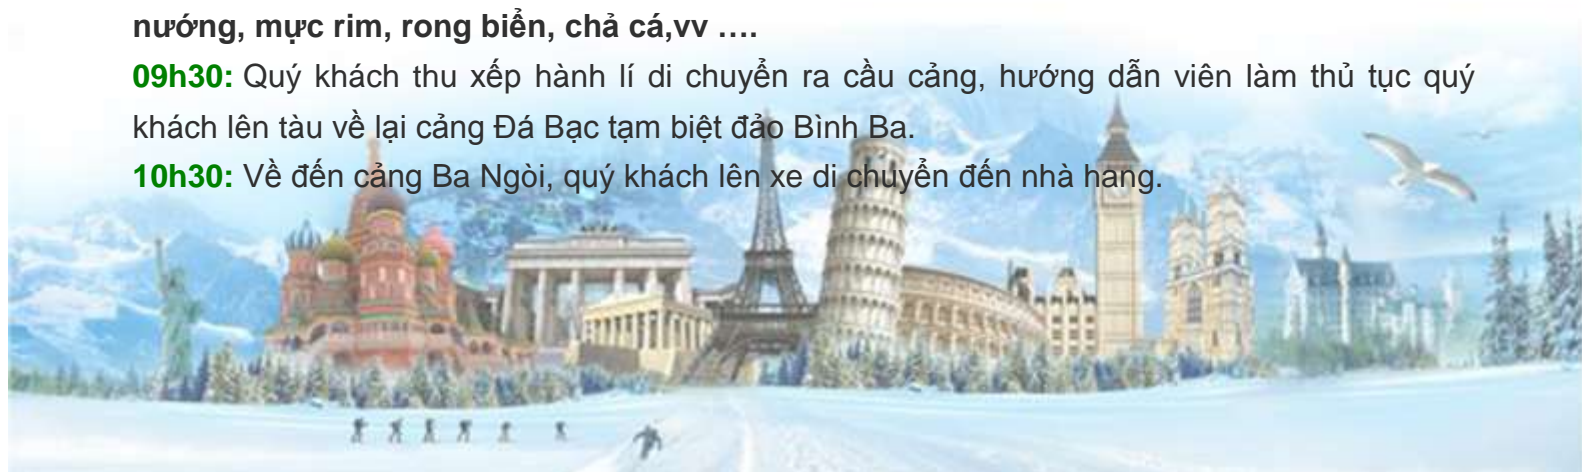 nướng, mực rim, rong biển, chả cá,vv ….
09h30: Quý khách thu xếp hành lí di chuyển ra cầu cảng, hướng dẫn viên làm thủ tục quý
khách lên tàu về lại cảng Đá Bạc tạm biệt đảo Bình Ba.
10h30: Về đến cảng Ba Ngòi, quý khách lên xe di chuyển đến nhà hang.